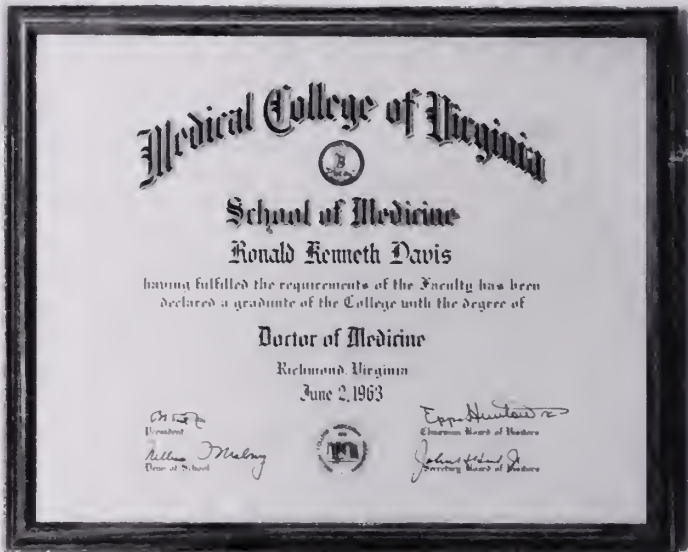 Medical College of Virginia
School of Medicine
Ronald Kenneth Davis
having fulfilled the requirements of the Faculty has been
declared a graduate of the College with the degree of
Doctor of Medicine
Richmond, Virginia
June 2, 1963
President
Chairman Board of Visitors
Dean of School
Secretary Board of Visitors